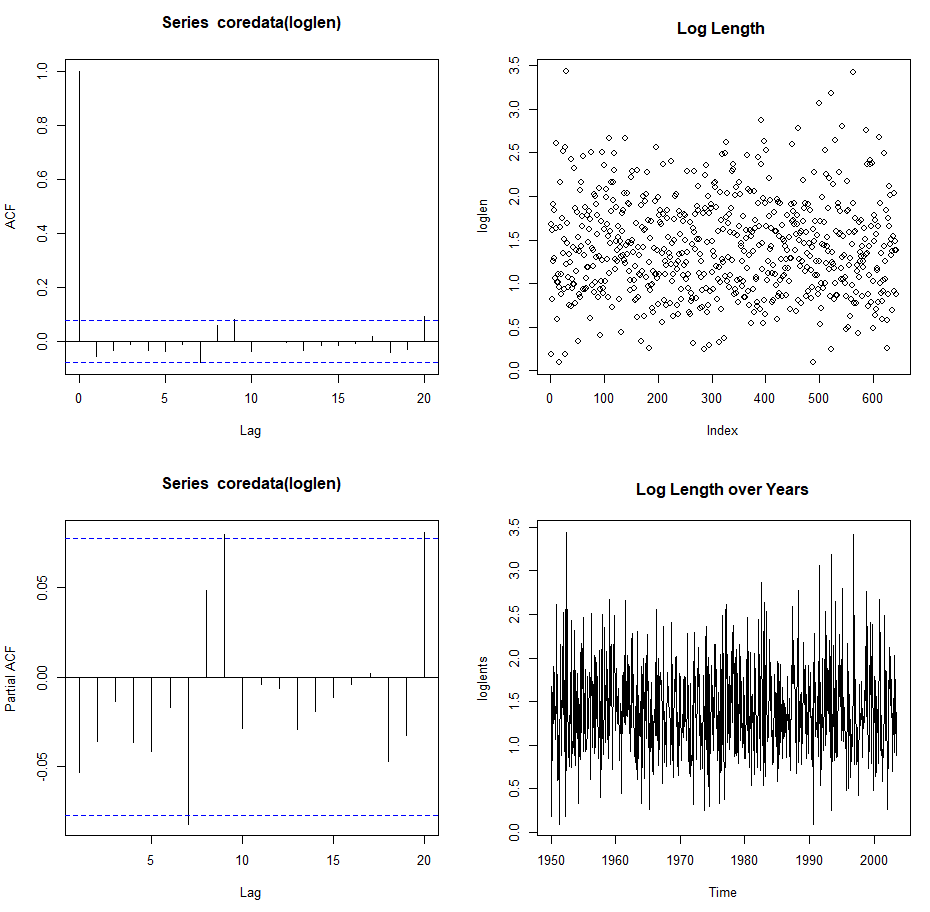 Series  coredata(loglen)
ACF
1.0
0.8
0.6
0.4
0.2
0.0
0 5 10 15 20
Lag
Log Length
loglen
3.5
3.0
2.5
2.0
1.5
1.0
0.5
0.0
0 100 200 300 400 500 600
Index
Series  coredata(loglen)
Partial ACF
0.05
0.00
-0.05
5 10 15 20
Lag
Log Length over Years
loglents
3.5
3.0
2.5
2.0
1.5
1.0
0.5
0.0
1950 1960 1970 1980 1990 2000
Time